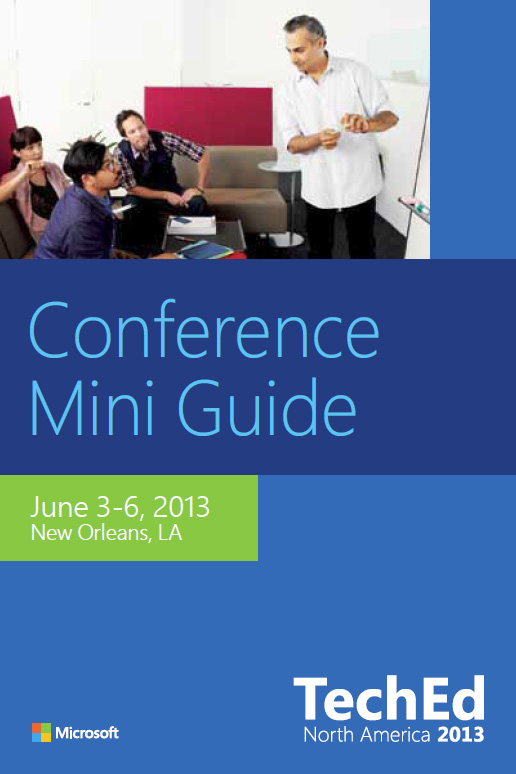 Conference
Mini Guide
June 3-6, 2013
New Orleans, LA
TechEd
North America 2013
Microsoft